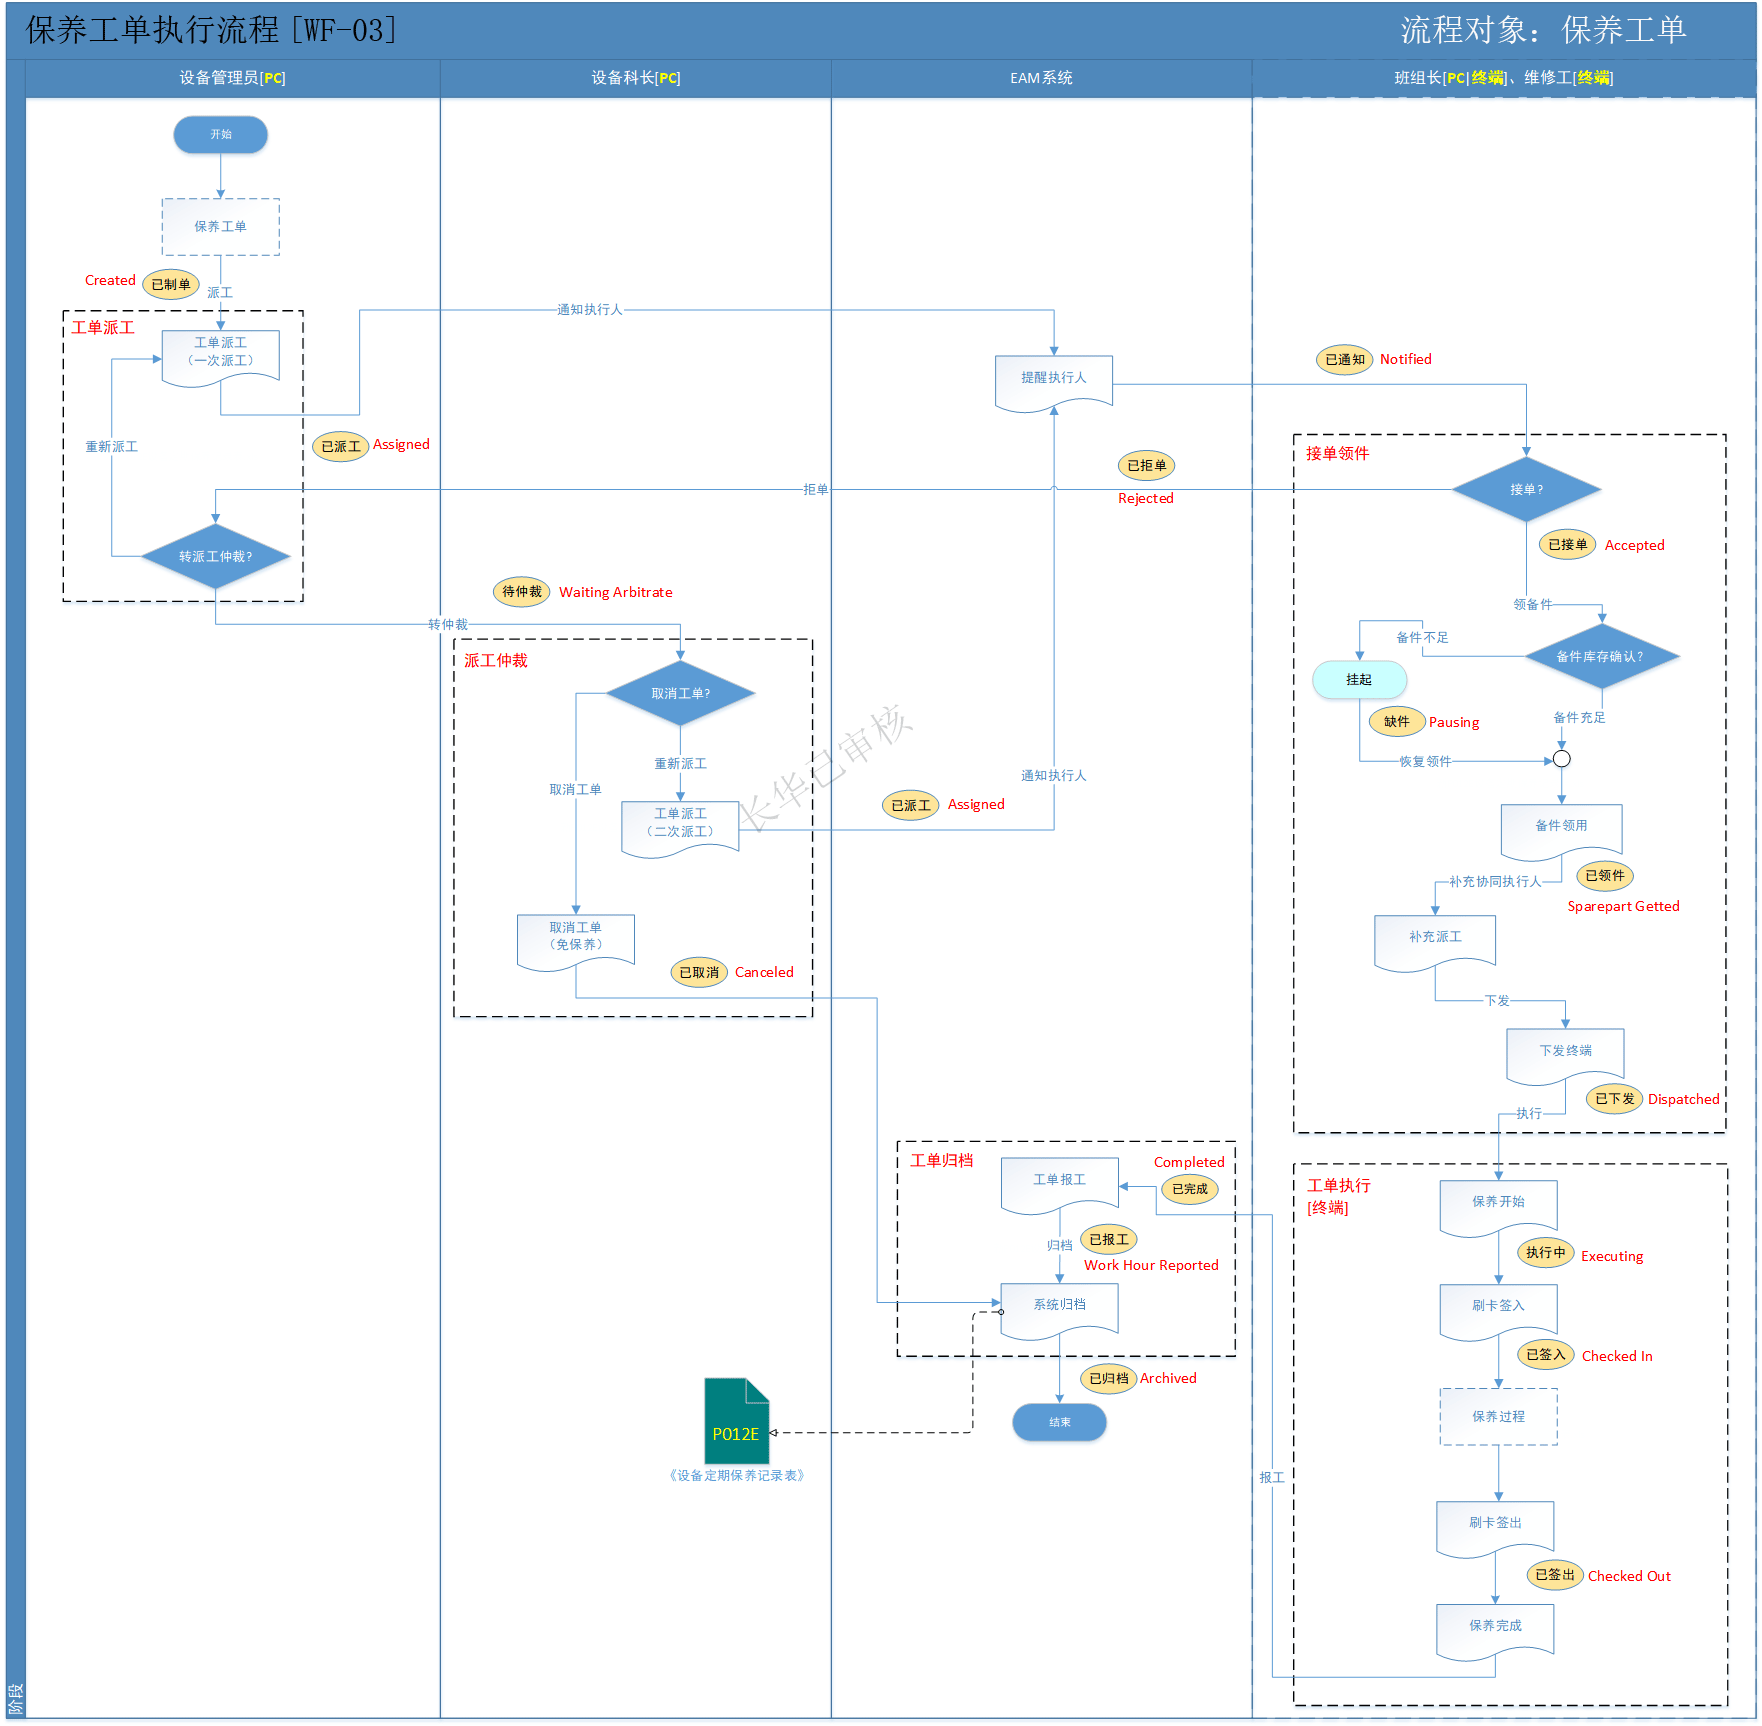 保养工单执行流程 [WF-03]
流程对象：保养工单
设备管理员[PC]
设备科长[PC]
EAM系统
班组长[PC|终端]、维修工[终端]
开始
保养工单
Created
已制单
派工
工单派工
工单派工
（一次派工）
重新派工
已派工
Assigned
转派工仲裁?
通知执行人
提醒执行人
已通知
Notified
已拒单
Rejected
拒单
接单领件
接单?
已接单
Accepted
领备件
待仲裁
Waiting Arbitrate
转仲裁
派工仲裁
取消工单?
重新派工
取消工单
工单派工
（二次派工）
已派工
Assigned
通知执行人
取消工单
（免保养）
已取消
Canceled
备件不足
备件库存确认?
挂起
缺件
Pausing
备件充足
恢复领件
备件领用
已领件
Sparepart Getted
补充协同执行人
补充派工
下发
下发终端
已下发
Dispatched
执行
工单归档
工单报工
Completed
已完成
归档
已报工
Work Hour Reported
系统归档
已归档
Archived
结束
P012E
《设备定期保养记录表》
工单执行
[终端]
保养开始
执行中
Executing
刷卡签入
已签入
Checked In
保养过程
报工
刷卡签出
已签出
Checked Out
保养完成
长华已审核
阶段